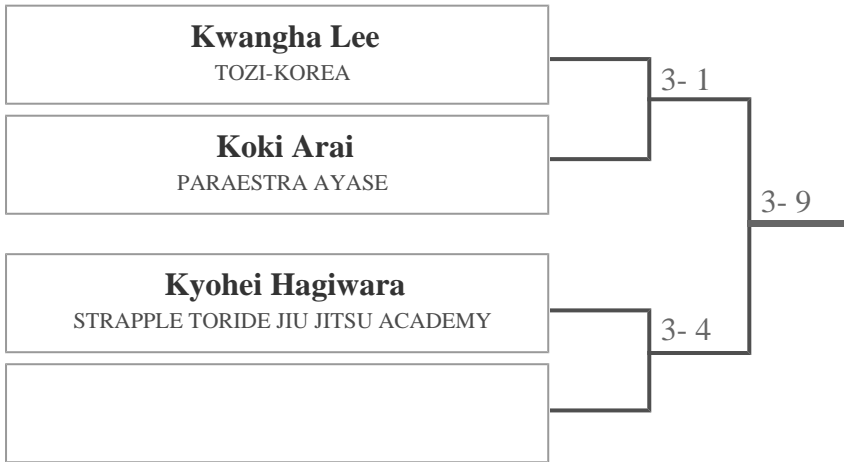 Kwangha Lee
TOZI-KOREA
3- 1
Koki Arai
PARAESTRA AYASE
3- 9
Kyohei Hagiwara
STRAPPLE TORIDE JIU JITSU ACADEMY
3- 4